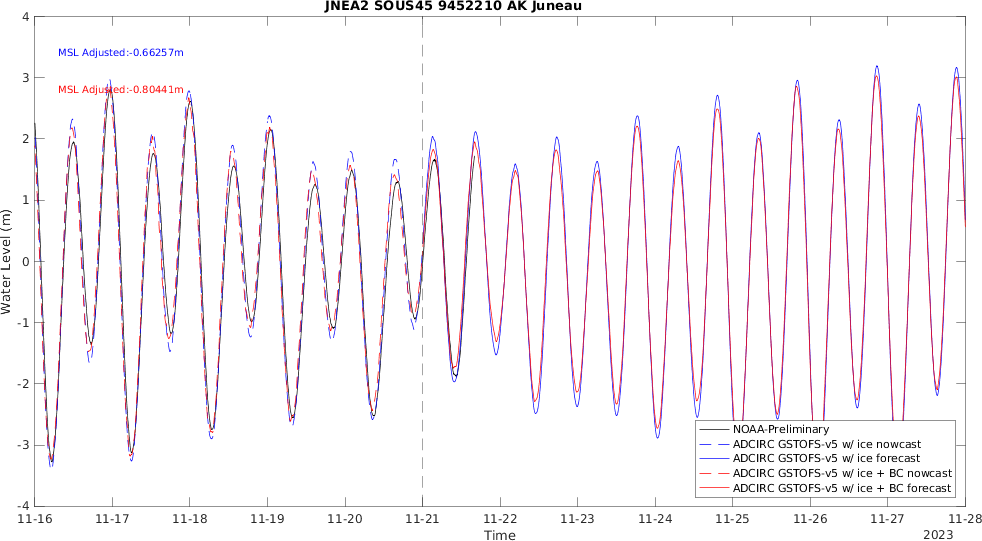 JNEA2 SOUS45 9452210 AK Juneau
MSL Adjusted:-0.66257m
MSL Adjusted:-0.80441m
Water Level (m)
4
3
2
1
0
-1
-2
-3
-4
NOAA-Preliminary
ADCIRC GSTOFS-v5 w/ ice nowcast
ADCIRC GSTOFS-v5 w/ ice forecast
ADCIRC GSTOFS-v5 w/ ice + BC nowcast
ADCIRC GSTOFS-v5 w/ ice + BC forecast
11-16 11-17 11-18 11-19 11-20 11-21 11-22 11-23 11-24 11-25 11-26 11-27 11-28
Time
2023